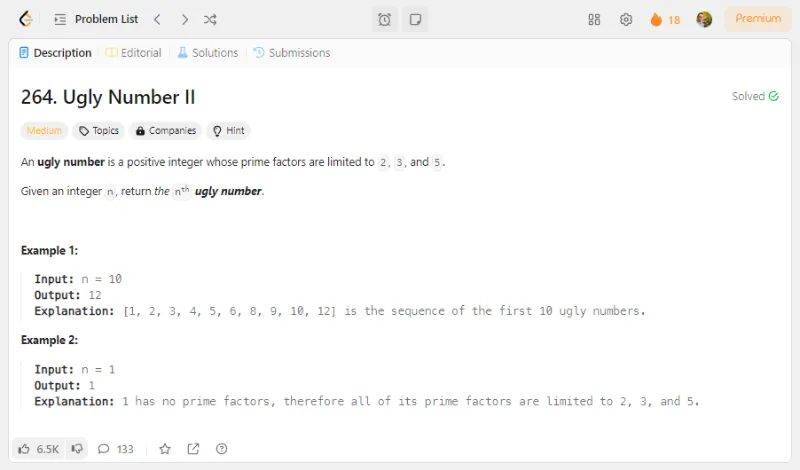 Problem List
18
Premium
Description
Editorial
Solutions
Submissions
264. Ugly Number II
Solved
Medium
Topics
Companies
Hint
An ugly number is a positive integer whose prime factors are limited to 2, 3, and 5.
Given an integer n, return the nth ugly number.
Example 1:
Input: n = 10
Output: 12
Explanation: [1, 2, 3, 4, 5, 6, 8, 9, 10, 12] is the sequence of the first 10 ugly numbers.
Example 2:
Input: n = 1
Output: 1
Explanation: 1 has no prime factors, therefore all of its prime factors are limited to 2, 3, and 5.
6.5K
133